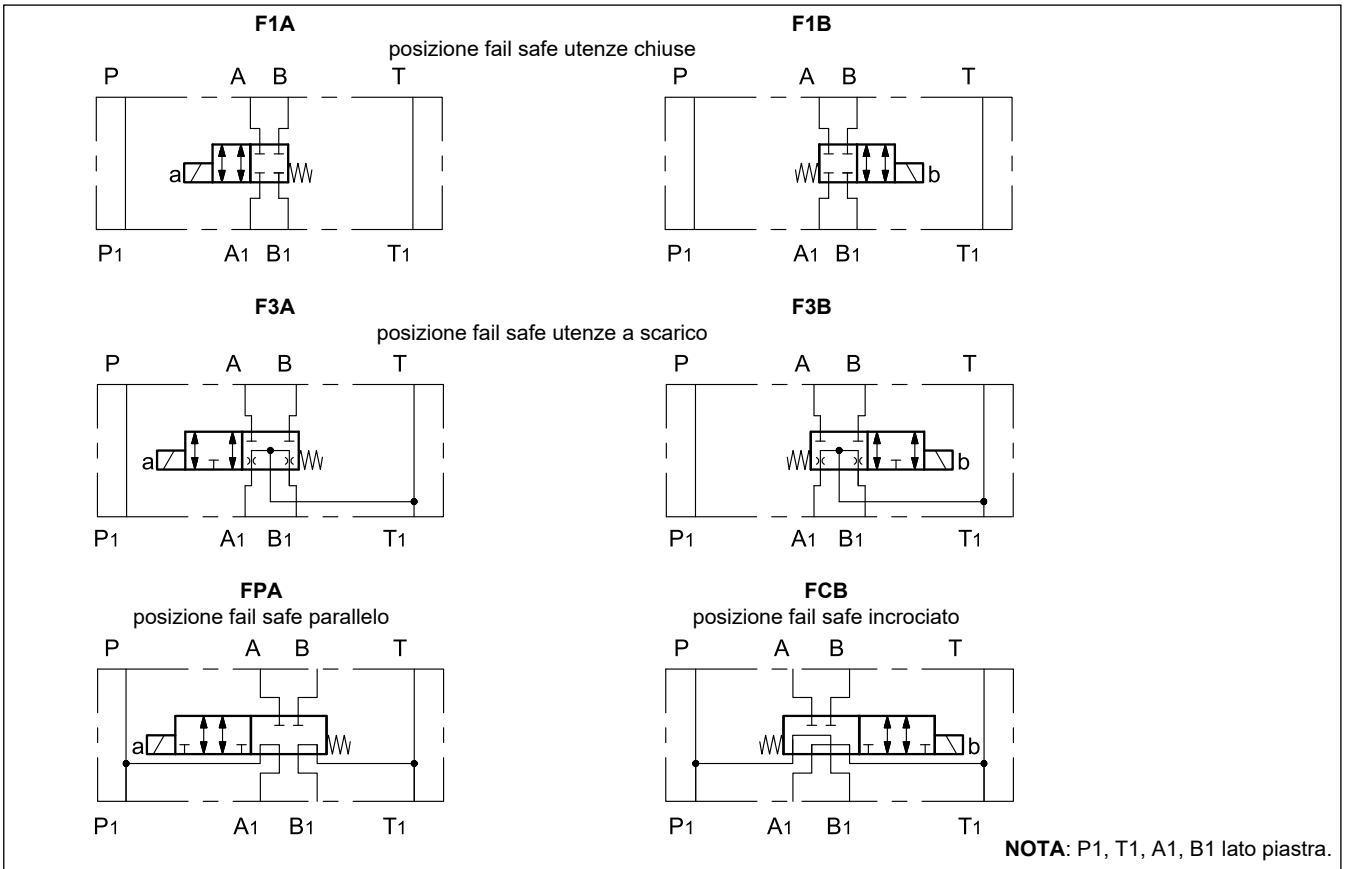 F1A F1B
posizione fail safe utenze chiuse
P A B T P A B T
a b
P1 A1 B1 T1 P1 A1 B1 T1
F3A F3B
posizione fail safe utenze a scarico
P A B T P A B T
a b
P1 A1 B1 T1 P1 A1 B1 T1
FPA FCB
posizione fail safe parallelo posizione fail safe incrociato
P A B T P A B T
a b
P1 A1 B1 T1 P1 A1 B1 T1
NOTA: P1, T1, A1, B1 lato piastra.